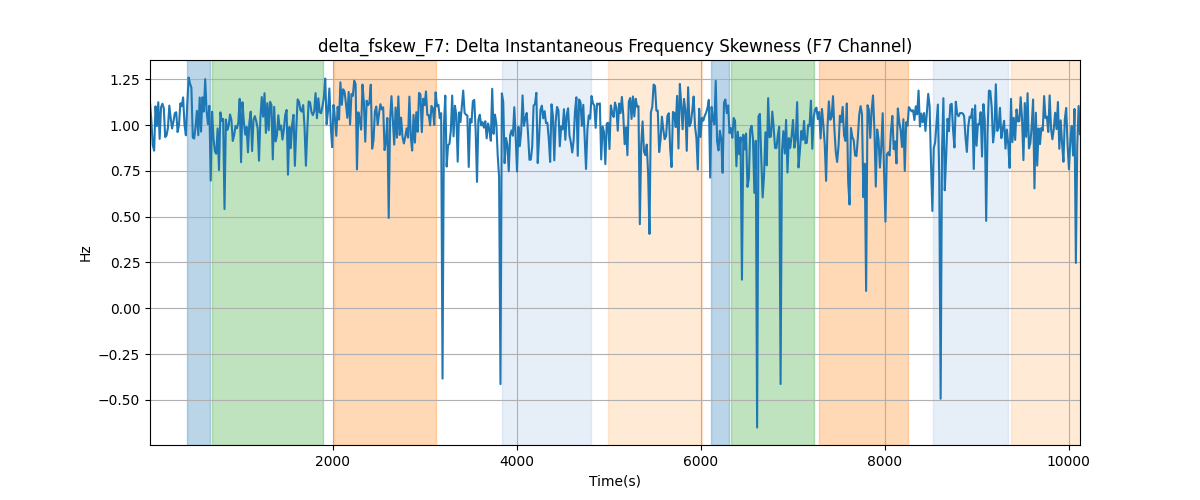 delta_fskew_F7: Delta Instantaneous Frequency Skewness (F7 Channel)
1.25
1.00
0.75
0.50
0.25
0.00
−0.25
−0.50
Hz
2000 4000 6000 8000 10000
Time(s)